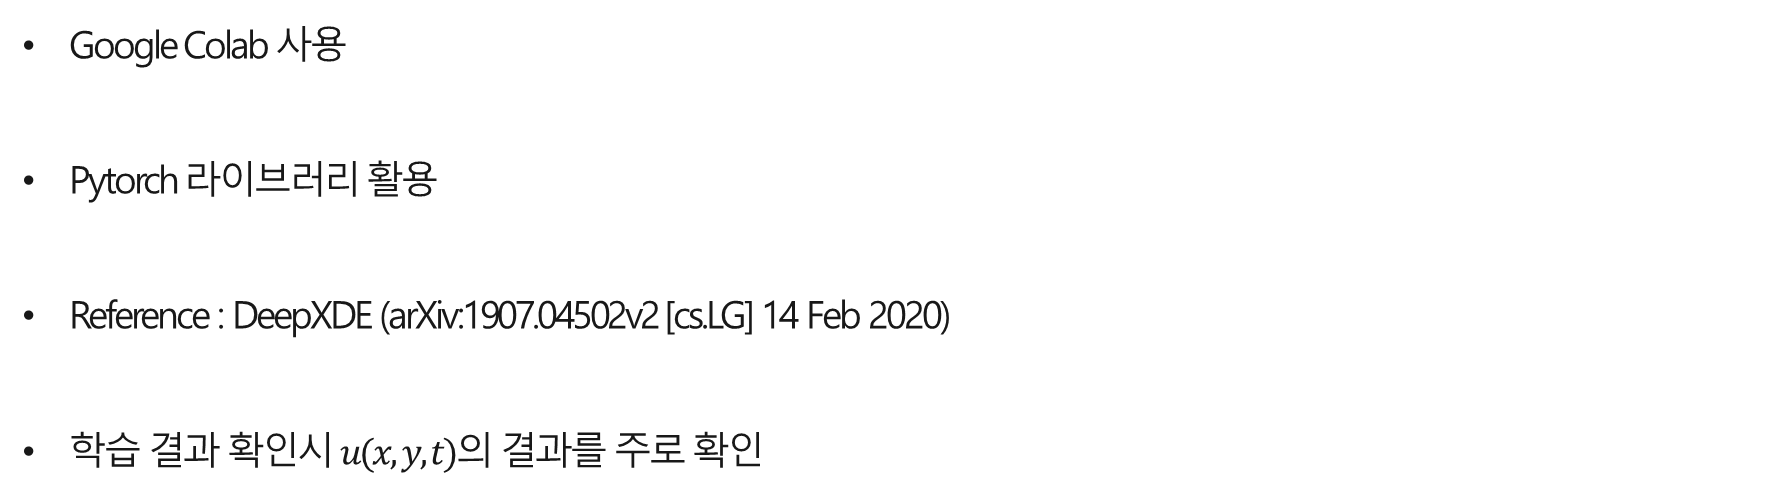 • Google Colab 사용
• Pytorch 라이브러리 활용
• Reference : DeepXDE (arXiv:1907.04502v2 [cs.LG] 14 Feb 2020)
• 학습 결과 확인시 u(x,y,t)의 결과를 주로 확인